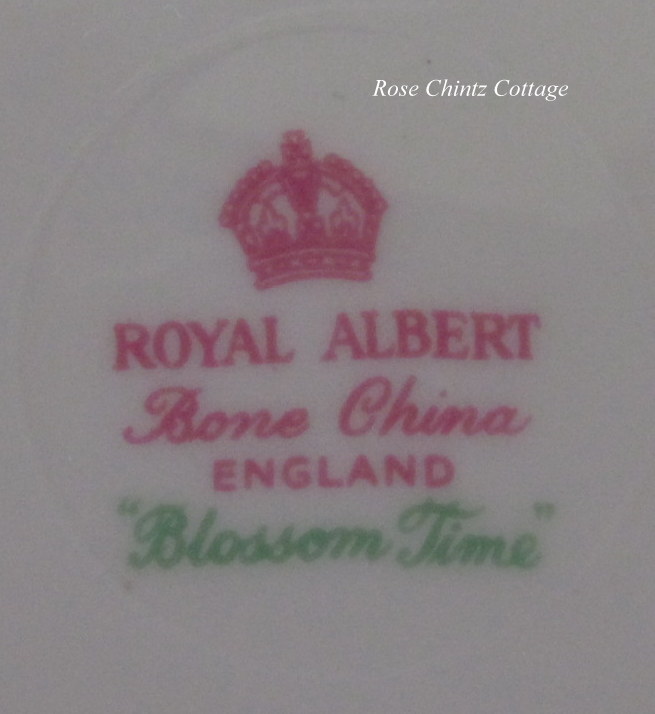 Rose Chintz Cottage
ROYAL ALBERT
Bone China
ENGLAND
"Blossom Time"